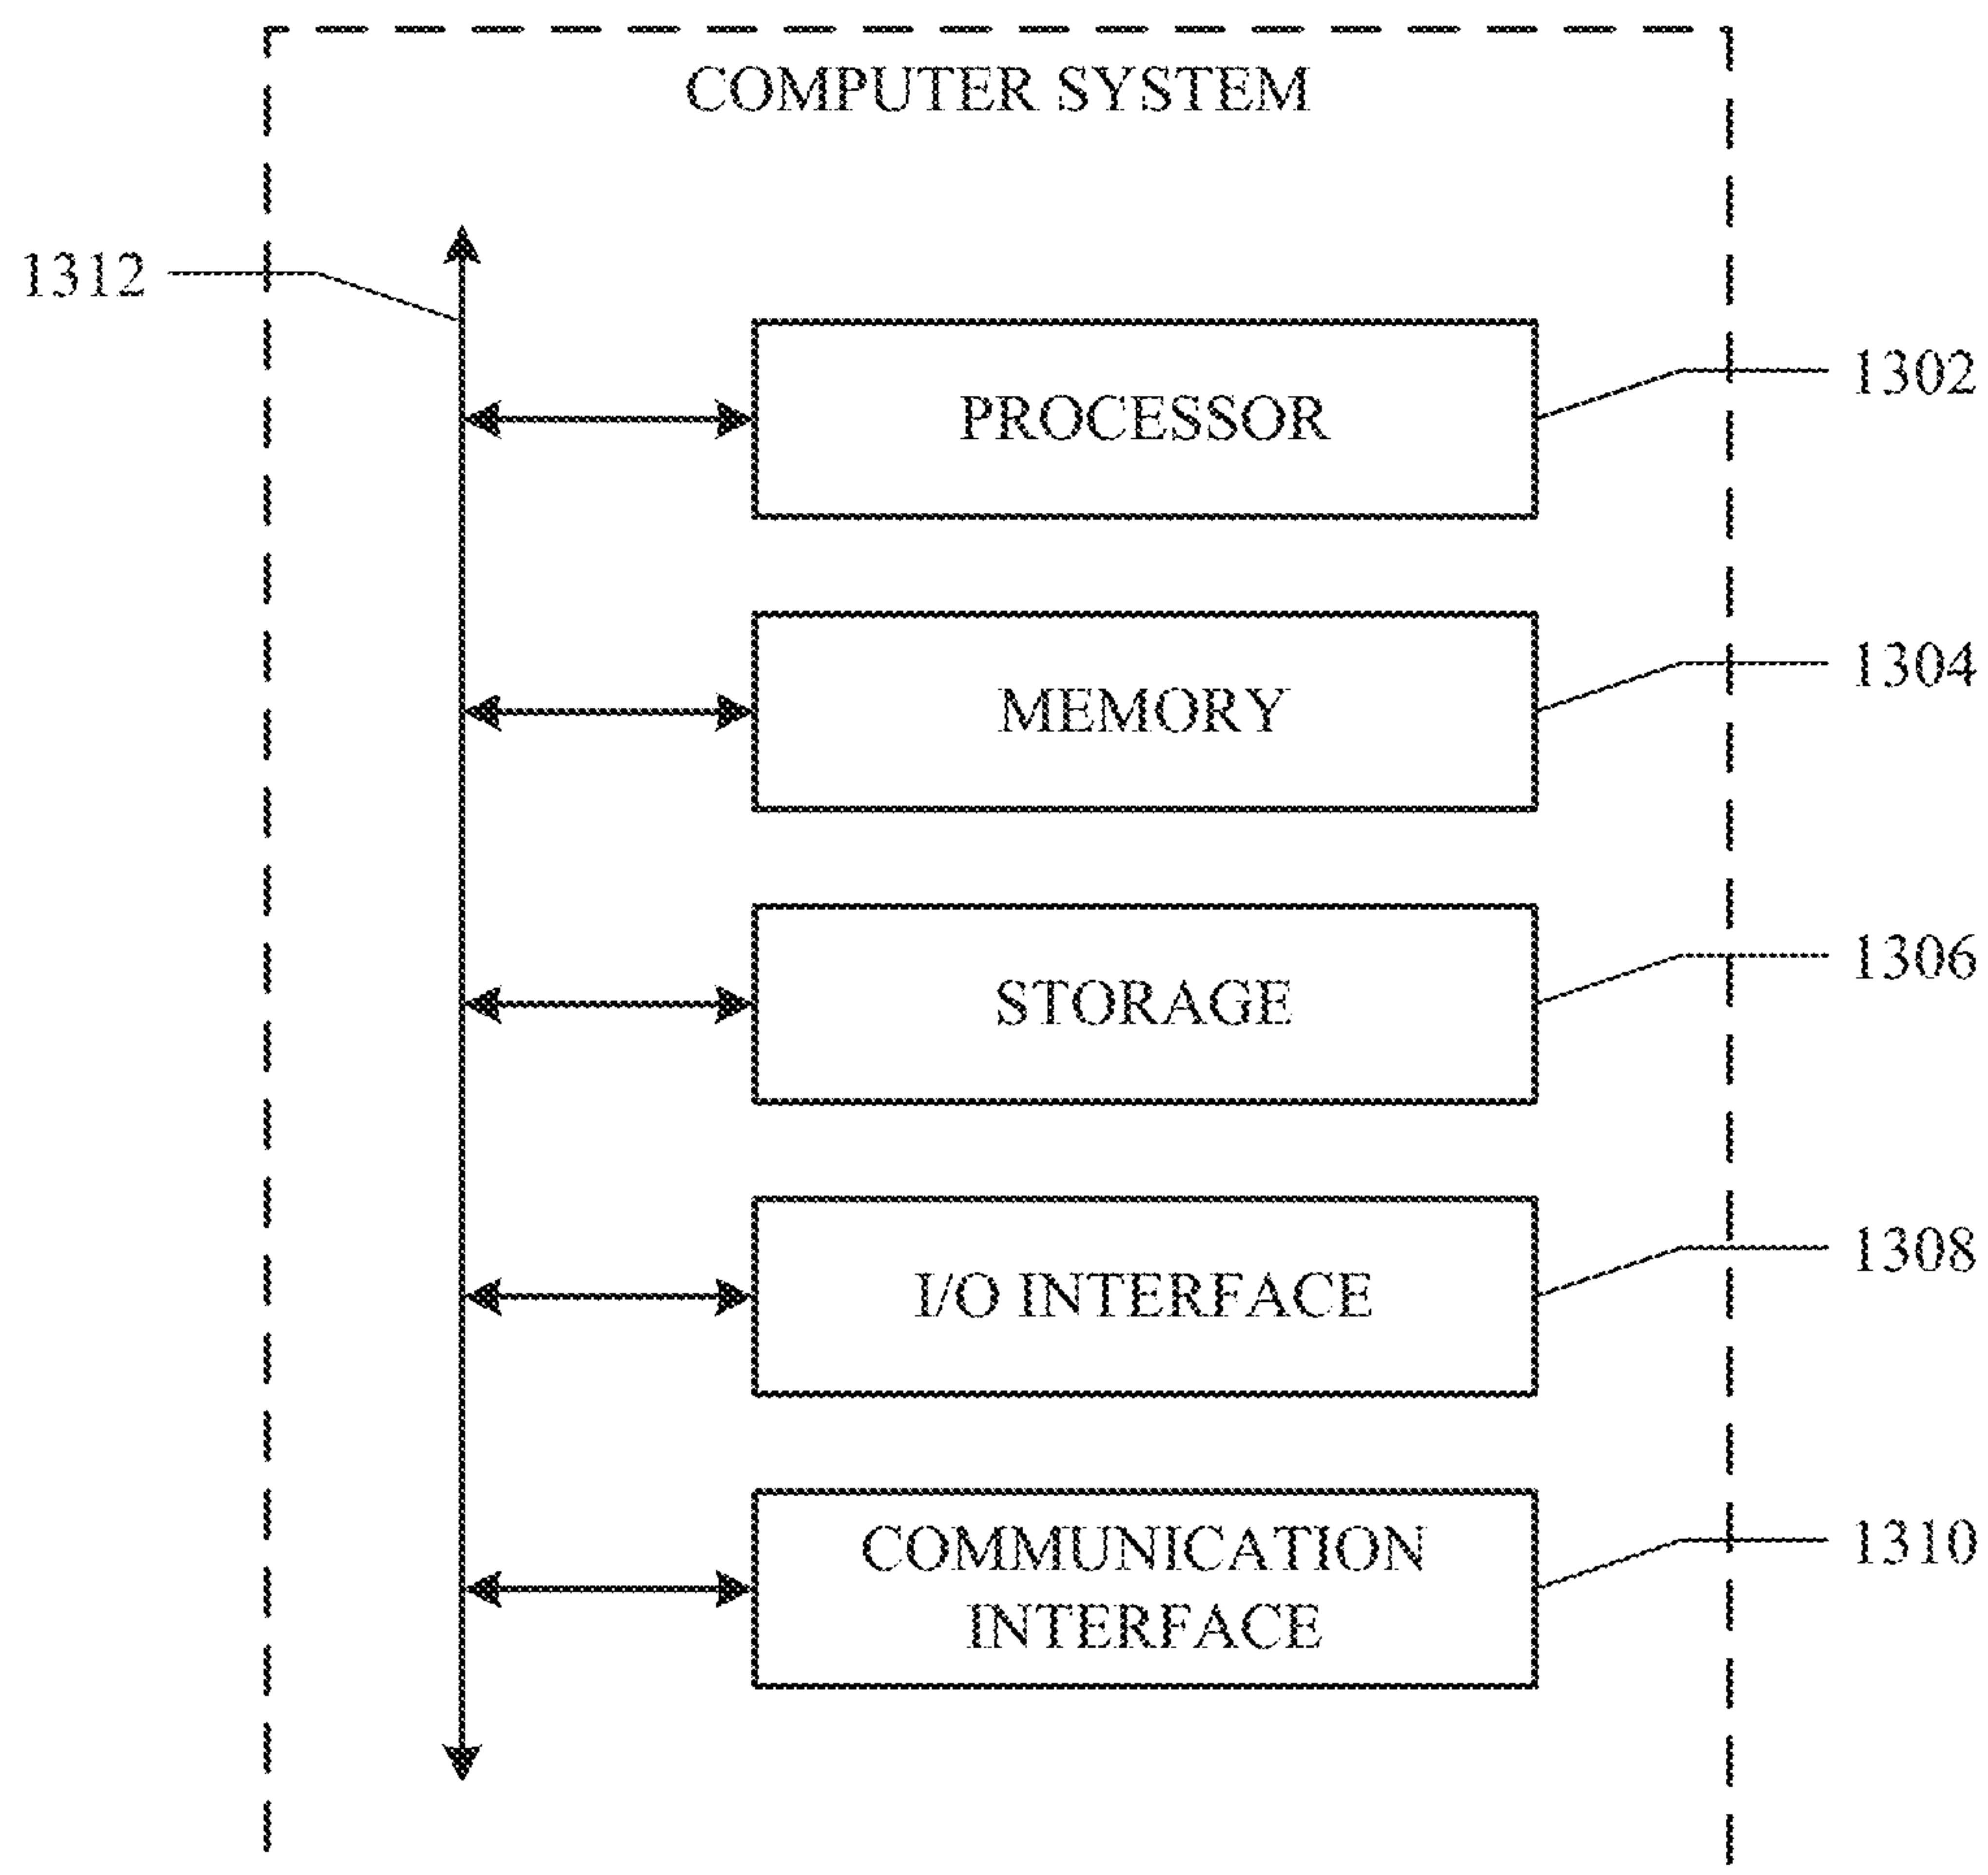 COMPUTER SYSTEM
1312
PROCESSOR
1302
MEMORY
1304
STORAGE
1306
I/O INTERFACE
1308
COMMUNICATION
INTERFACE
1310